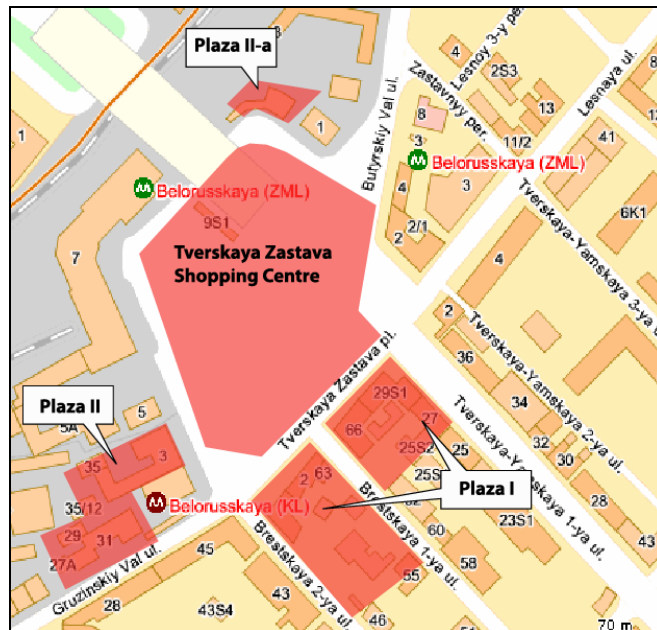 Plaza II-a
8
1
1
Butyrskiy Val ul.
4
Lesnoy 3-y per.
2S3
Zastavnyy per.
13
Lesnaya ul.
8
12
8
3
11/2
41
Belorusskaya (ZML)
Belorusskaya (ZML)
4
3
9S1
2/1
2
6K1
Tverskaya Zastava
Shopping Centre
7
4
Tverskaya-Yamskaya 3-ya ul.
2
36
Tverskaya-Yamskaya 2-ya ul.
34
32
30
28
43
Tverskaya Zastava pl.
Plaza II
5
5A
35
3
35/12
Belorusskaya (KL)
29
31
27A
Gruzinskiy Val ul.
29S1
27
66
25S2
25
Tverskaya-Yamskaya 1-ya ul.
Plaza I
2
63
23S1
60
58
Brestskaya 1-ya ul.
55
Brestskaya 2-ya ul.
45
28
43S4
43
46
70 m